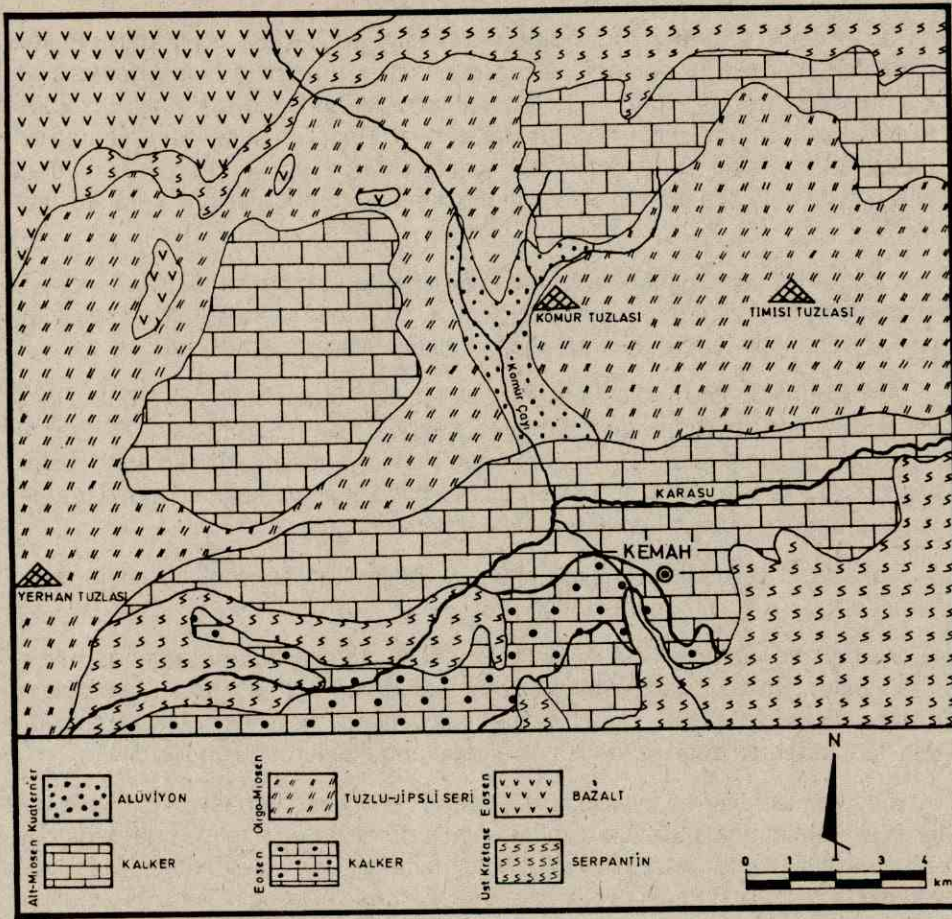 KÖMÜR TUZLASI
TIMISI TUZLASI
Kömür Çayı
KARASU
KEMAH
YERHAN TUZLASI
N
Kuaterner
ALÜVİYON
Oligo-Miosen
TUZLU-JİPSLİ SERİ
Eosen
BAZALT
Alt-Miosen
KALKER
Eosen
KALKER
Üst Kretase
SERPANTİN
0 1 2 3 4
km